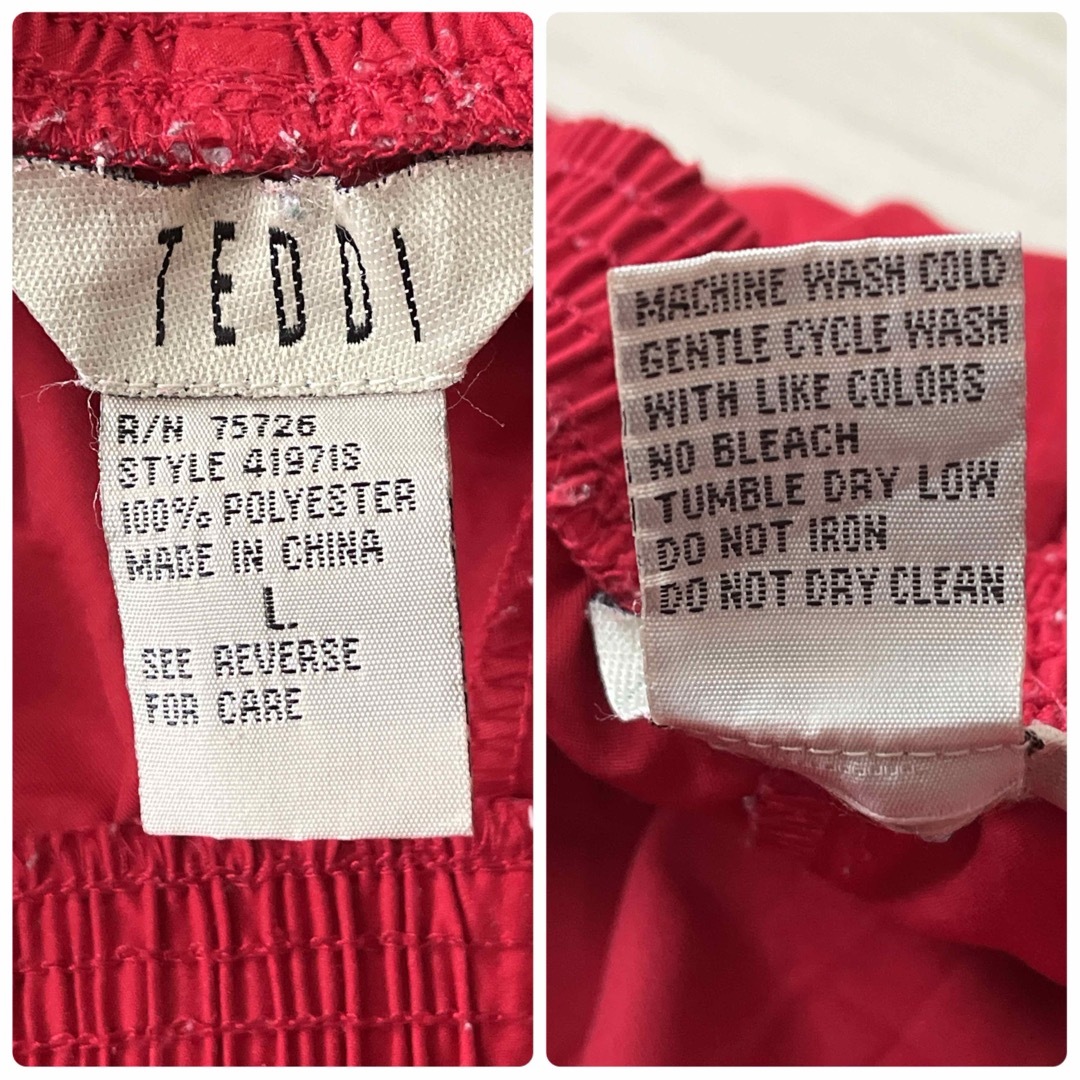 TEDDI
R/N 75726
STYLE 41971S
100% POLYESTER
MADE IN CHINA
L
SEE REVERSE
FOR CARE
MACHINE WASH COLD
GENTLE CYCLE WASH
WITH LIKE COLORS
NO BLEACH
TUMBLE DRY LOW
DO NOT IRON
DO NOT DRY CLEAN